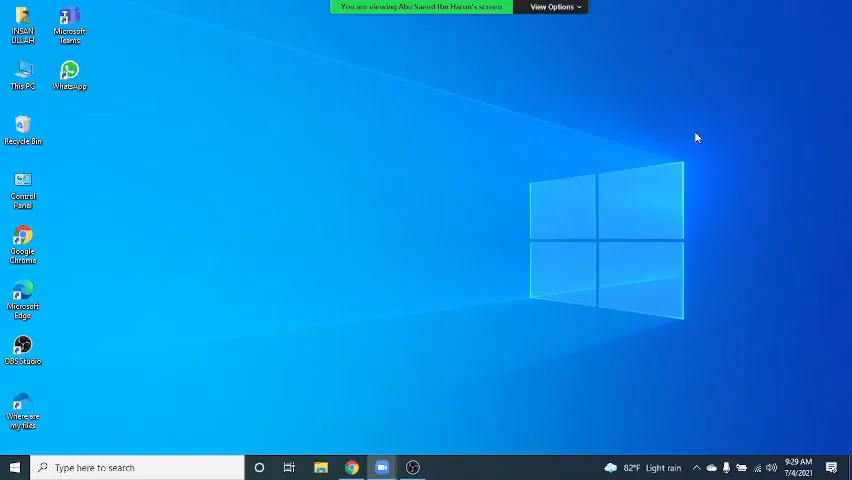 You are viewing Abu Saeed Ibn Harun's screen
View Options
INSAN
ULLAH
Microsoft
Teams
This PC
WhatsApp
Recycle Bin
Control
Panel
Google
Chrome
Microsoft
Edge
OBS Studio
Where are
my files
Type here to search
82°F Light rain
9:29 AM
7/4/2021